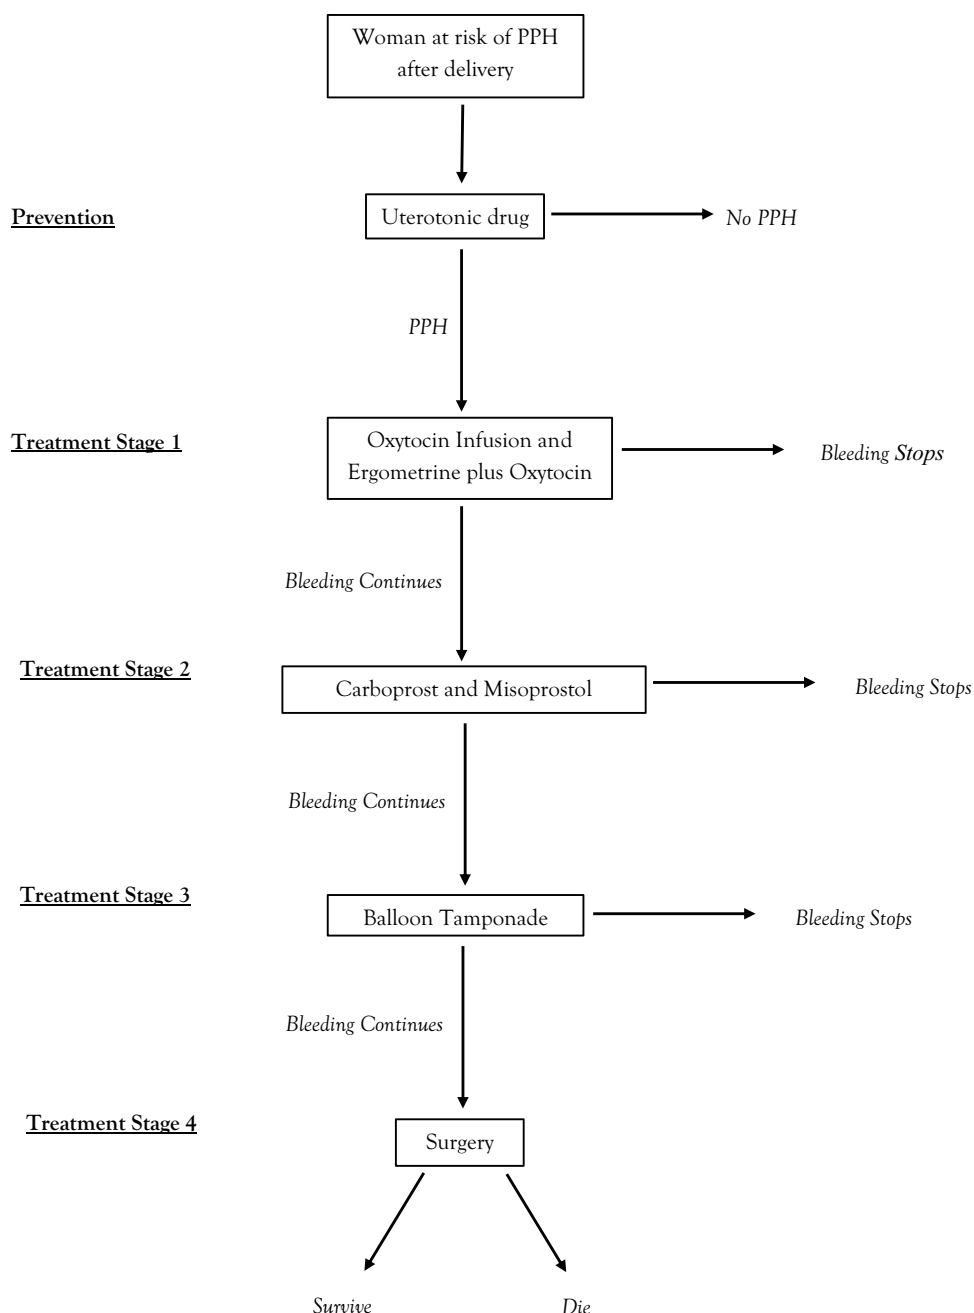 Woman at risk of PPH
after delivery
Prevention
Uterotonic drug
No PPH
PPH
Treatment Stage 1
Oxytocin Infusion and
Ergometrine plus Oxytocin
Bleeding Stops
Bleeding Continues
Treatment Stage 2
Carboprost and Misoprostol
Bleeding Stops
Bleeding Continues
Treatment Stage 3
Balloon Tamponade
Bleeding Stops
Bleeding Continues
Treatment Stage 4
Surgery
Survive
Die